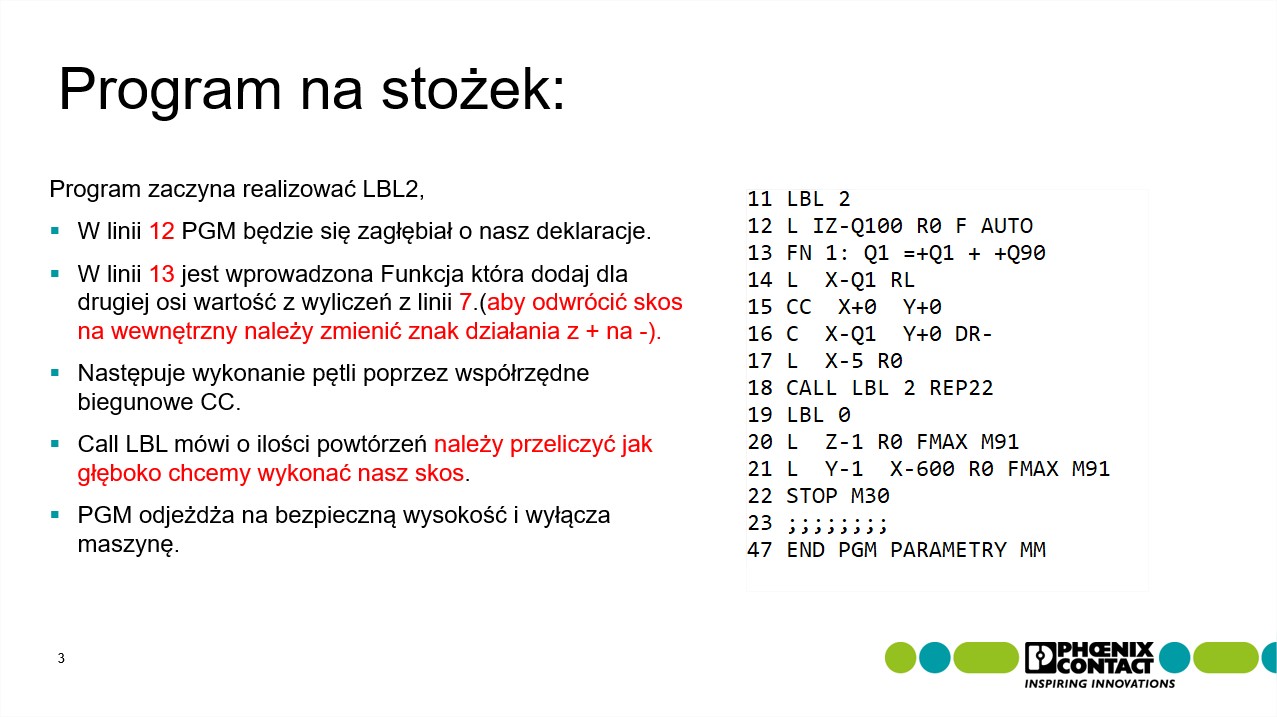 Program na stożek:
Program zaczyna realizować LBL2,
W linii 12 PGM będzie się zagłębiał o nasz deklaracje.
W linii 13 jest wprowadzona Funkcja która dodaj dla
drugiej osi wartość z wyliczeń z linii 7.(aby odwrócić skos
na wewnętrzny należy zmienić znak działania z + na -).
Następuje wykonanie pętli poprzez współrzędne
biegunowe CC.
Call LBL mówi o ilości powtórzeń należy przeliczyć jak
głęboko chcemy wykonać nasz skos.
PGM odjeżdża na bezpieczną wysokość i wyłącza
maszynę.
11 LBL 2
12 L IZ-Q100 R0 F AUTO
13 FN 1: Q1 =+Q1 + +Q90
14 L  X-Q1 RL
15 CC  X+0  Y+0
16 C  X-Q1  Y+0 DR-
17 L  X-5 R0
18 CALL LBL 2 REP22
19 LBL 0
20 L  Z-1 R0 FMAX M91
21 L  Y-1  X-600 R0 FMAX M91
22 STOP M30
23 ;;;;;;;;
47 END PGM PARAMETRY MM
3
PHŒNIX
CONTACT
INSPIRING INNOVATIONS